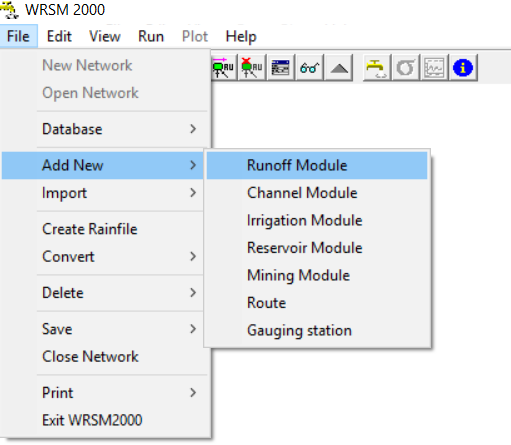 WRSM 2000
File Edit View Run Plot Help
New Network
Open Network
Database
Add New
Import
Create Rainfile
Convert
Delete
Save
Close Network
Print
Exit WRSM2000
Runoff Module
Channel Module
Irrigation Module
Reservoir Module
Mining Module
Route
Gauging station
RU
RU